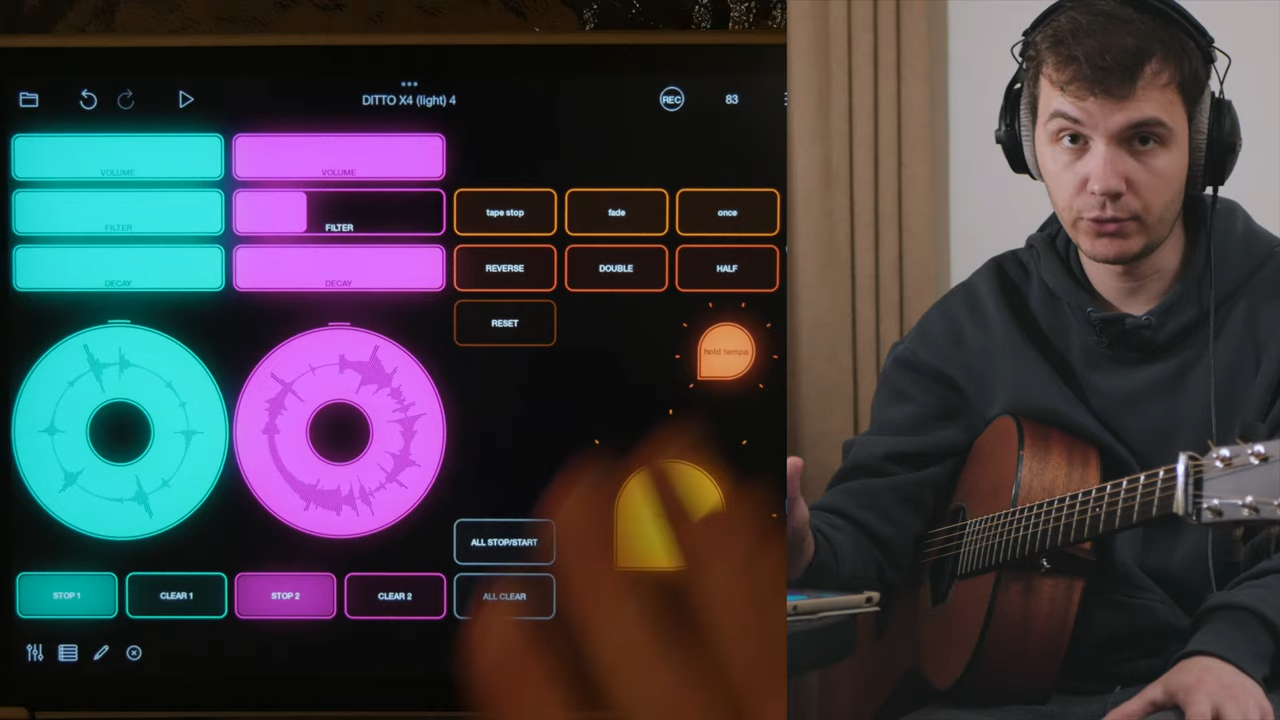 DITTO X4 (light) 4
REC
83
VOLUME
VOLUME
FILTER
FILTER
tape stop
fade
once
DECAY
DECAY
REVERSE
DOUBLE
HALF
RESET
hold tempo
ALL STOP/START
STOP 1
CLEAR 1
STOP 2
CLEAR 2
ALL CLEAR